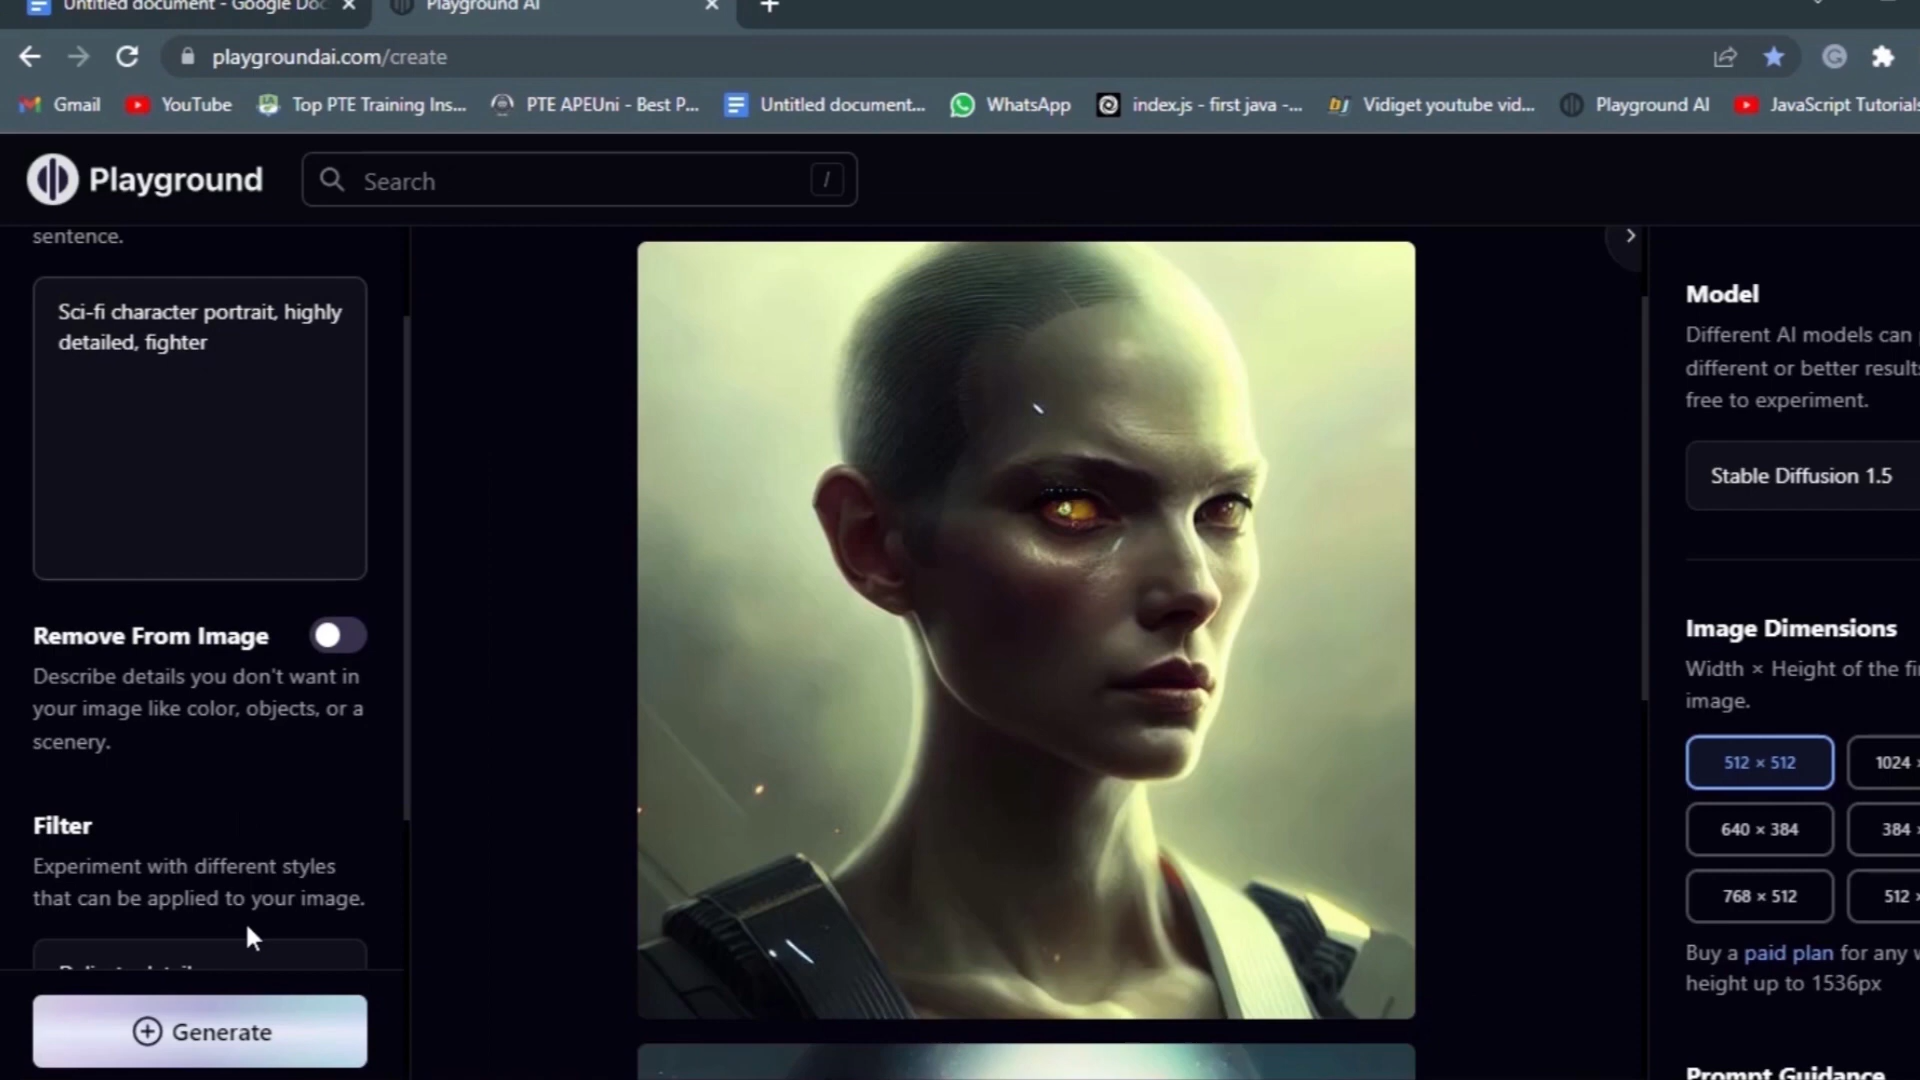 Untitled document - Google Doc
Playground AI
playgroundai.com/create
Gmail
YouTube
Top PTE Training Ins...
PTE APEUni - Best P...
Untitled document...
WhatsApp
index.js - first java -...
Vidiget youtube vid...
Playground AI
JavaScript Tutorials
Playground
Search
/
sentence.
Sci-fi character portrait, highly
detailed, fighter
Remove From Image
Describe details you don't want in
your image like color, objects, or a
scenery.
Filter
Experiment with different styles
that can be applied to your image.
Generate
Model
Different AI models can
different or better results
free to experiment.
Stable Diffusion 1.5
Image Dimensions
Width × Height of the fi
image.
512 × 512
1024 ×
640 × 384
384 ×
768 × 512
512 ×
Buy a paid plan for any w
height up to 1536px
Prompt Guidance